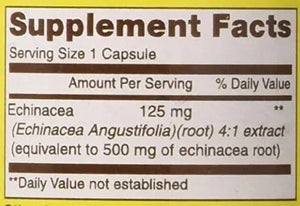 Supplement Facts
Serving Size 1 Capsule
Amount Per Serving % Daily Value
Echinacea 125 mg **
(Echinacea Angustifolia)(root) 4:1 extract
(equivalent to 500 mg of echinacea root)
**Daily Value not established